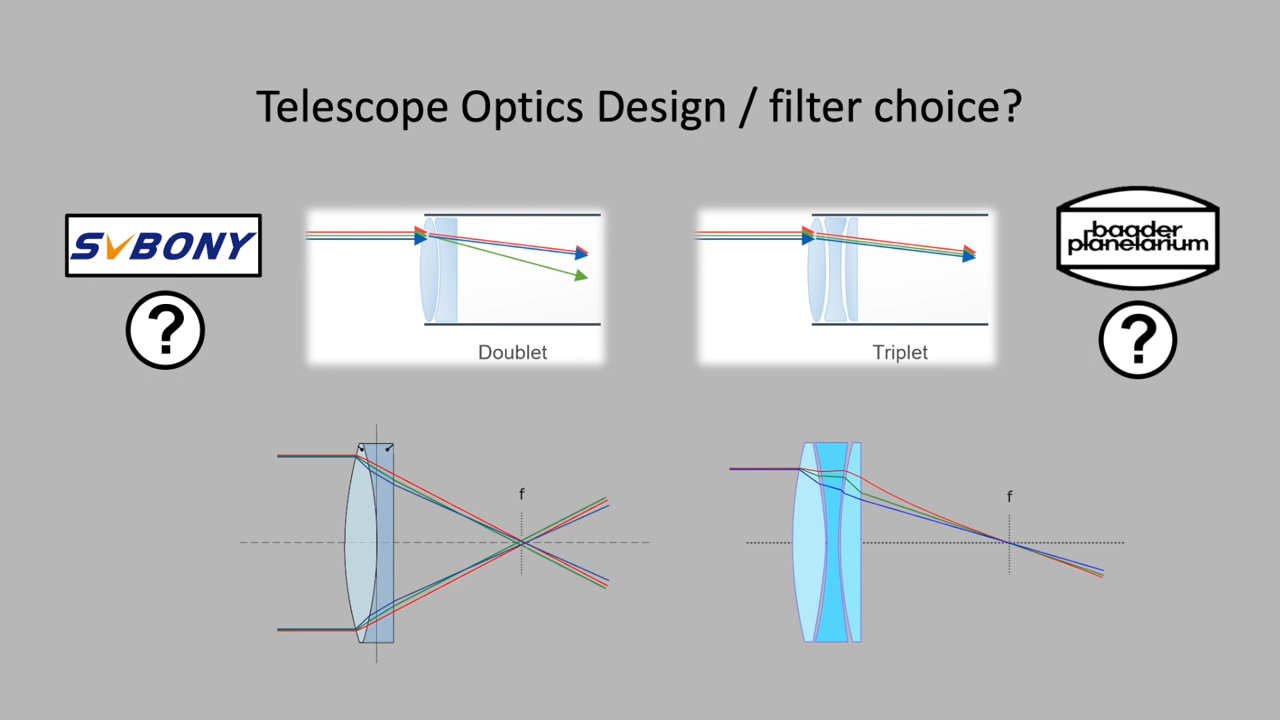 Telescope Optics Design / filter choice?
SVBONY
?
Doublet
Triplet
baader
planetarium
?
f
f